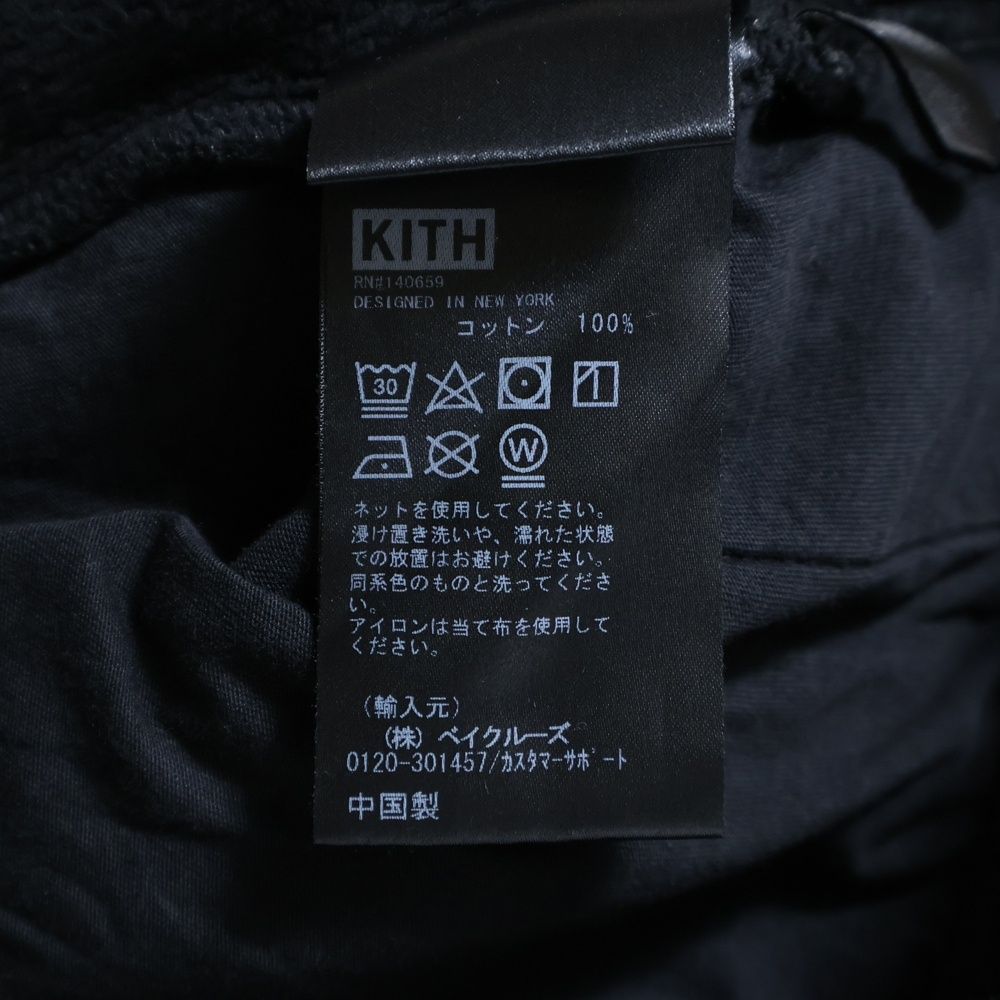 KITH
RN#140659
DESIGNED IN NEW YORK
コットン 100%
30
W
ネットを使用してください。
浸け置き洗いや、濡れた状態
での放置はお避けください。
同系色のものと洗ってくださ
い。
アイロンは当て布を使用して
ください。
(輸入元)
(株) ベイクルーズ
0120-301457/カスタマーサポート
中国製